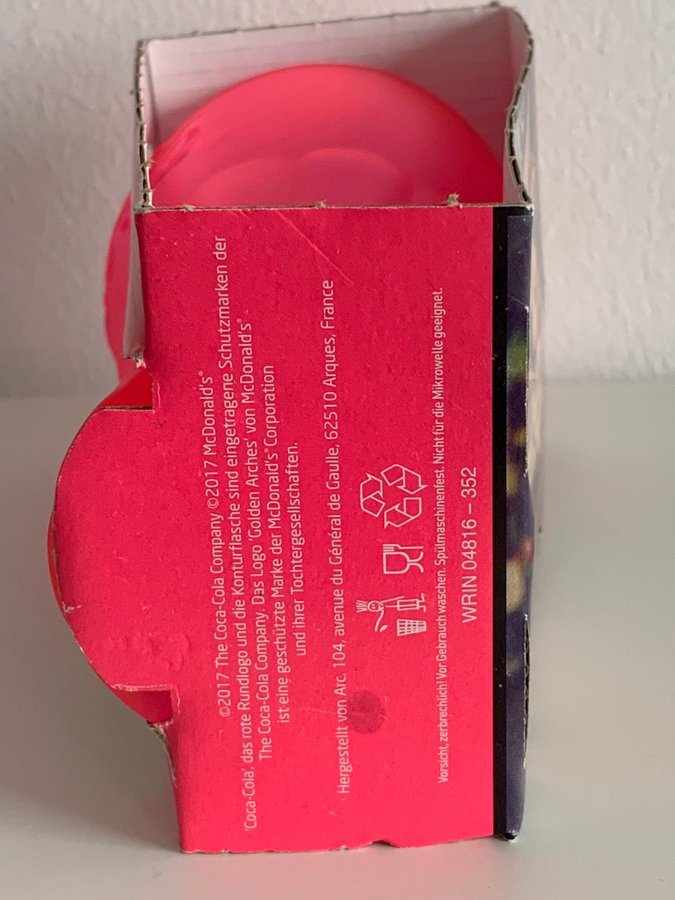 ©2017 The Coca-Cola Company ©2017 McDonald's®
'Coca-Cola', das rote Rundlogo und die Konturflasche sind eingetragene Schutzmarken der
The Coca-Cola Company. Das Logo 'Golden Arches' von McDonald's®
ist eine geschützte Marke der McDonald's® Corporation
und ihrer Tochtergesellschaften.
Hergestellt von Arc. 104, avenue du Général de Gaulle, 62510 Arques, France
Vorsicht, zerbrechlich! Vor Gebrauch waschen. Spülmaschinenfest. Nicht für die Mikrowelle geeignet.
WRIN 04816 – 352